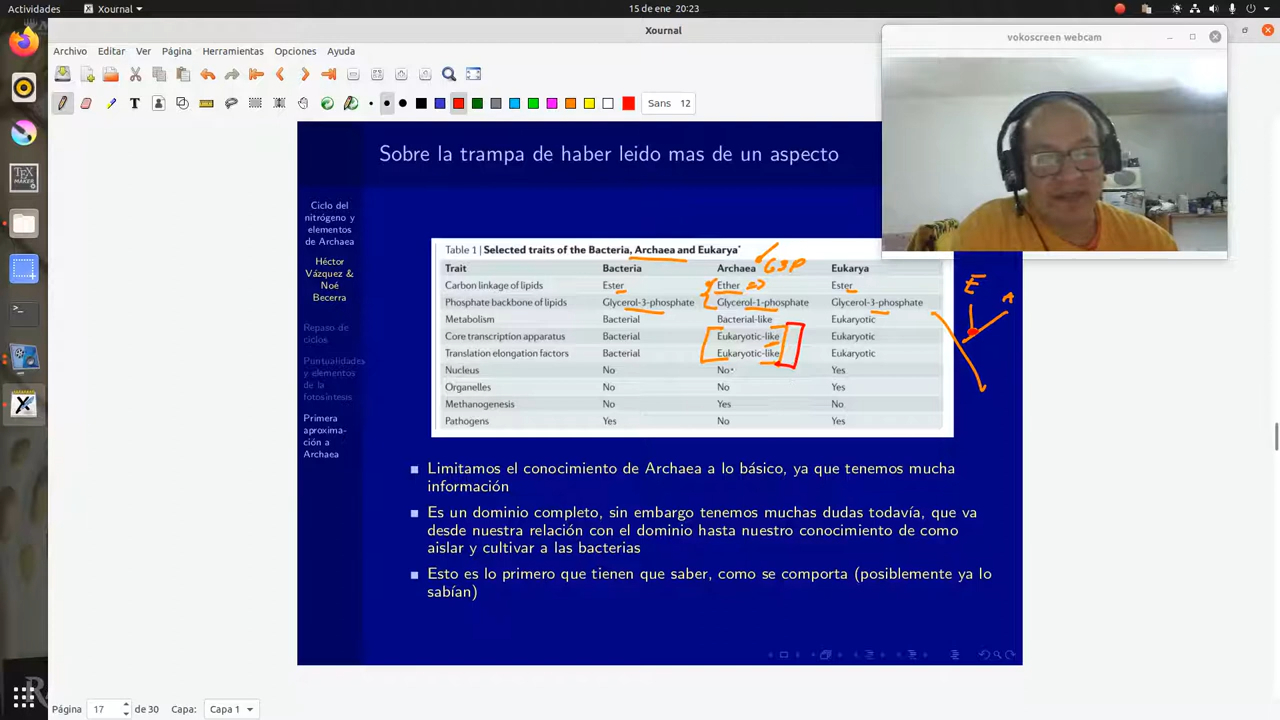 Actividades
Xournal
15 de ene 20:23
Xournal
vokoscreen webcam
Archivo Editar Ver Página Herramientas Opciones Ayuda
Sans 12
TEX
MAKER
Sobre la trampa de haber leido mas de un aspecto
Ciclo del
nitrógeno y
elementos
de Archaea
Héctor
Vázquez &
Noé
Becerra
Repaso de
ciclos
Puntualidades
y elementos
de la
fotosíntesis
Primera
aproxima-
ción a
Archaea
Table 1 | Selected traits of the Bacteria, Archaea and Eukarya*
GSP
Trait Bacteria Archaea Eukarya
Carbon linkage of lipids Ester Ether Ester
Phosphate backbone of lipids Glycerol-3-phosphate Glycerol-1-phosphate Glycerol-3-phosphate
Metabolism Bacterial Bacterial-like Eukaryotic
Core transcription apparatus Bacterial Eukaryotic-like Eukaryotic
Translation elongation factors Bacterial Eukaryotic-like Eukaryotic
Nucleus No No Yes
Organelles No No Yes
Methanogenesis No Yes No
Pathogens Yes No Yes
E
A
Limitamos el conocimiento de Archaea a lo básico, ya que tenemos mucha
información
Es un dominio completo, sin embargo tenemos muchas dudas todavía, que va
desde nuestra relación con el dominio hasta nuestro conocimiento de como
aislar y cultivar a las bacterias
Esto es lo primero que tienen que saber, como se comporta (posiblemente ya lo
sabían)
Página 17 de 30 Capa: Capa 1